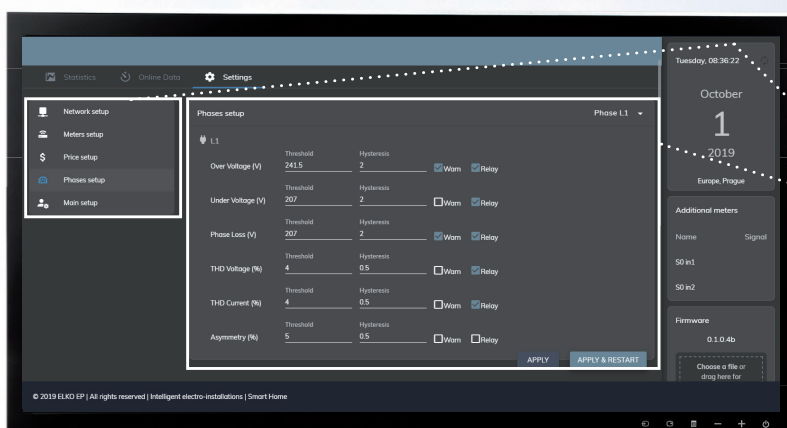 Statistics Online Data Settings
Network setup
Meters setup
Price setup
Phases setup
Main setup
Phases setup Phase L1
L1
Threshold Hysteresis
Over Voltage (V) 241.5 2 Warn Relay
Threshold Hysteresis
Under Voltage (V) 207 2 Warn Relay
Threshold Hysteresis
Phase Loss (V) 207 2 Warn Relay
Threshold Hysteresis
THD Voltage (%) 4 0.5 Warn Relay
Threshold Hysteresis
THD Current (%) 4 0.5 Warn Relay
Threshold Hysteresis
Asymmetry (%) 5 0.5 Warn Relay
APPLY APPLY & RESTART
Tuesday, 08:36:22
October
1
2019
Europe, Prague
Additional meters
Name Signal
S0 in1
S0 in2
Firmware
0.1.0.4b
Choose a file or
drag here for
© 2019 ELKO EP | All rights reserved | Intelligent electro-installations | Smart Home